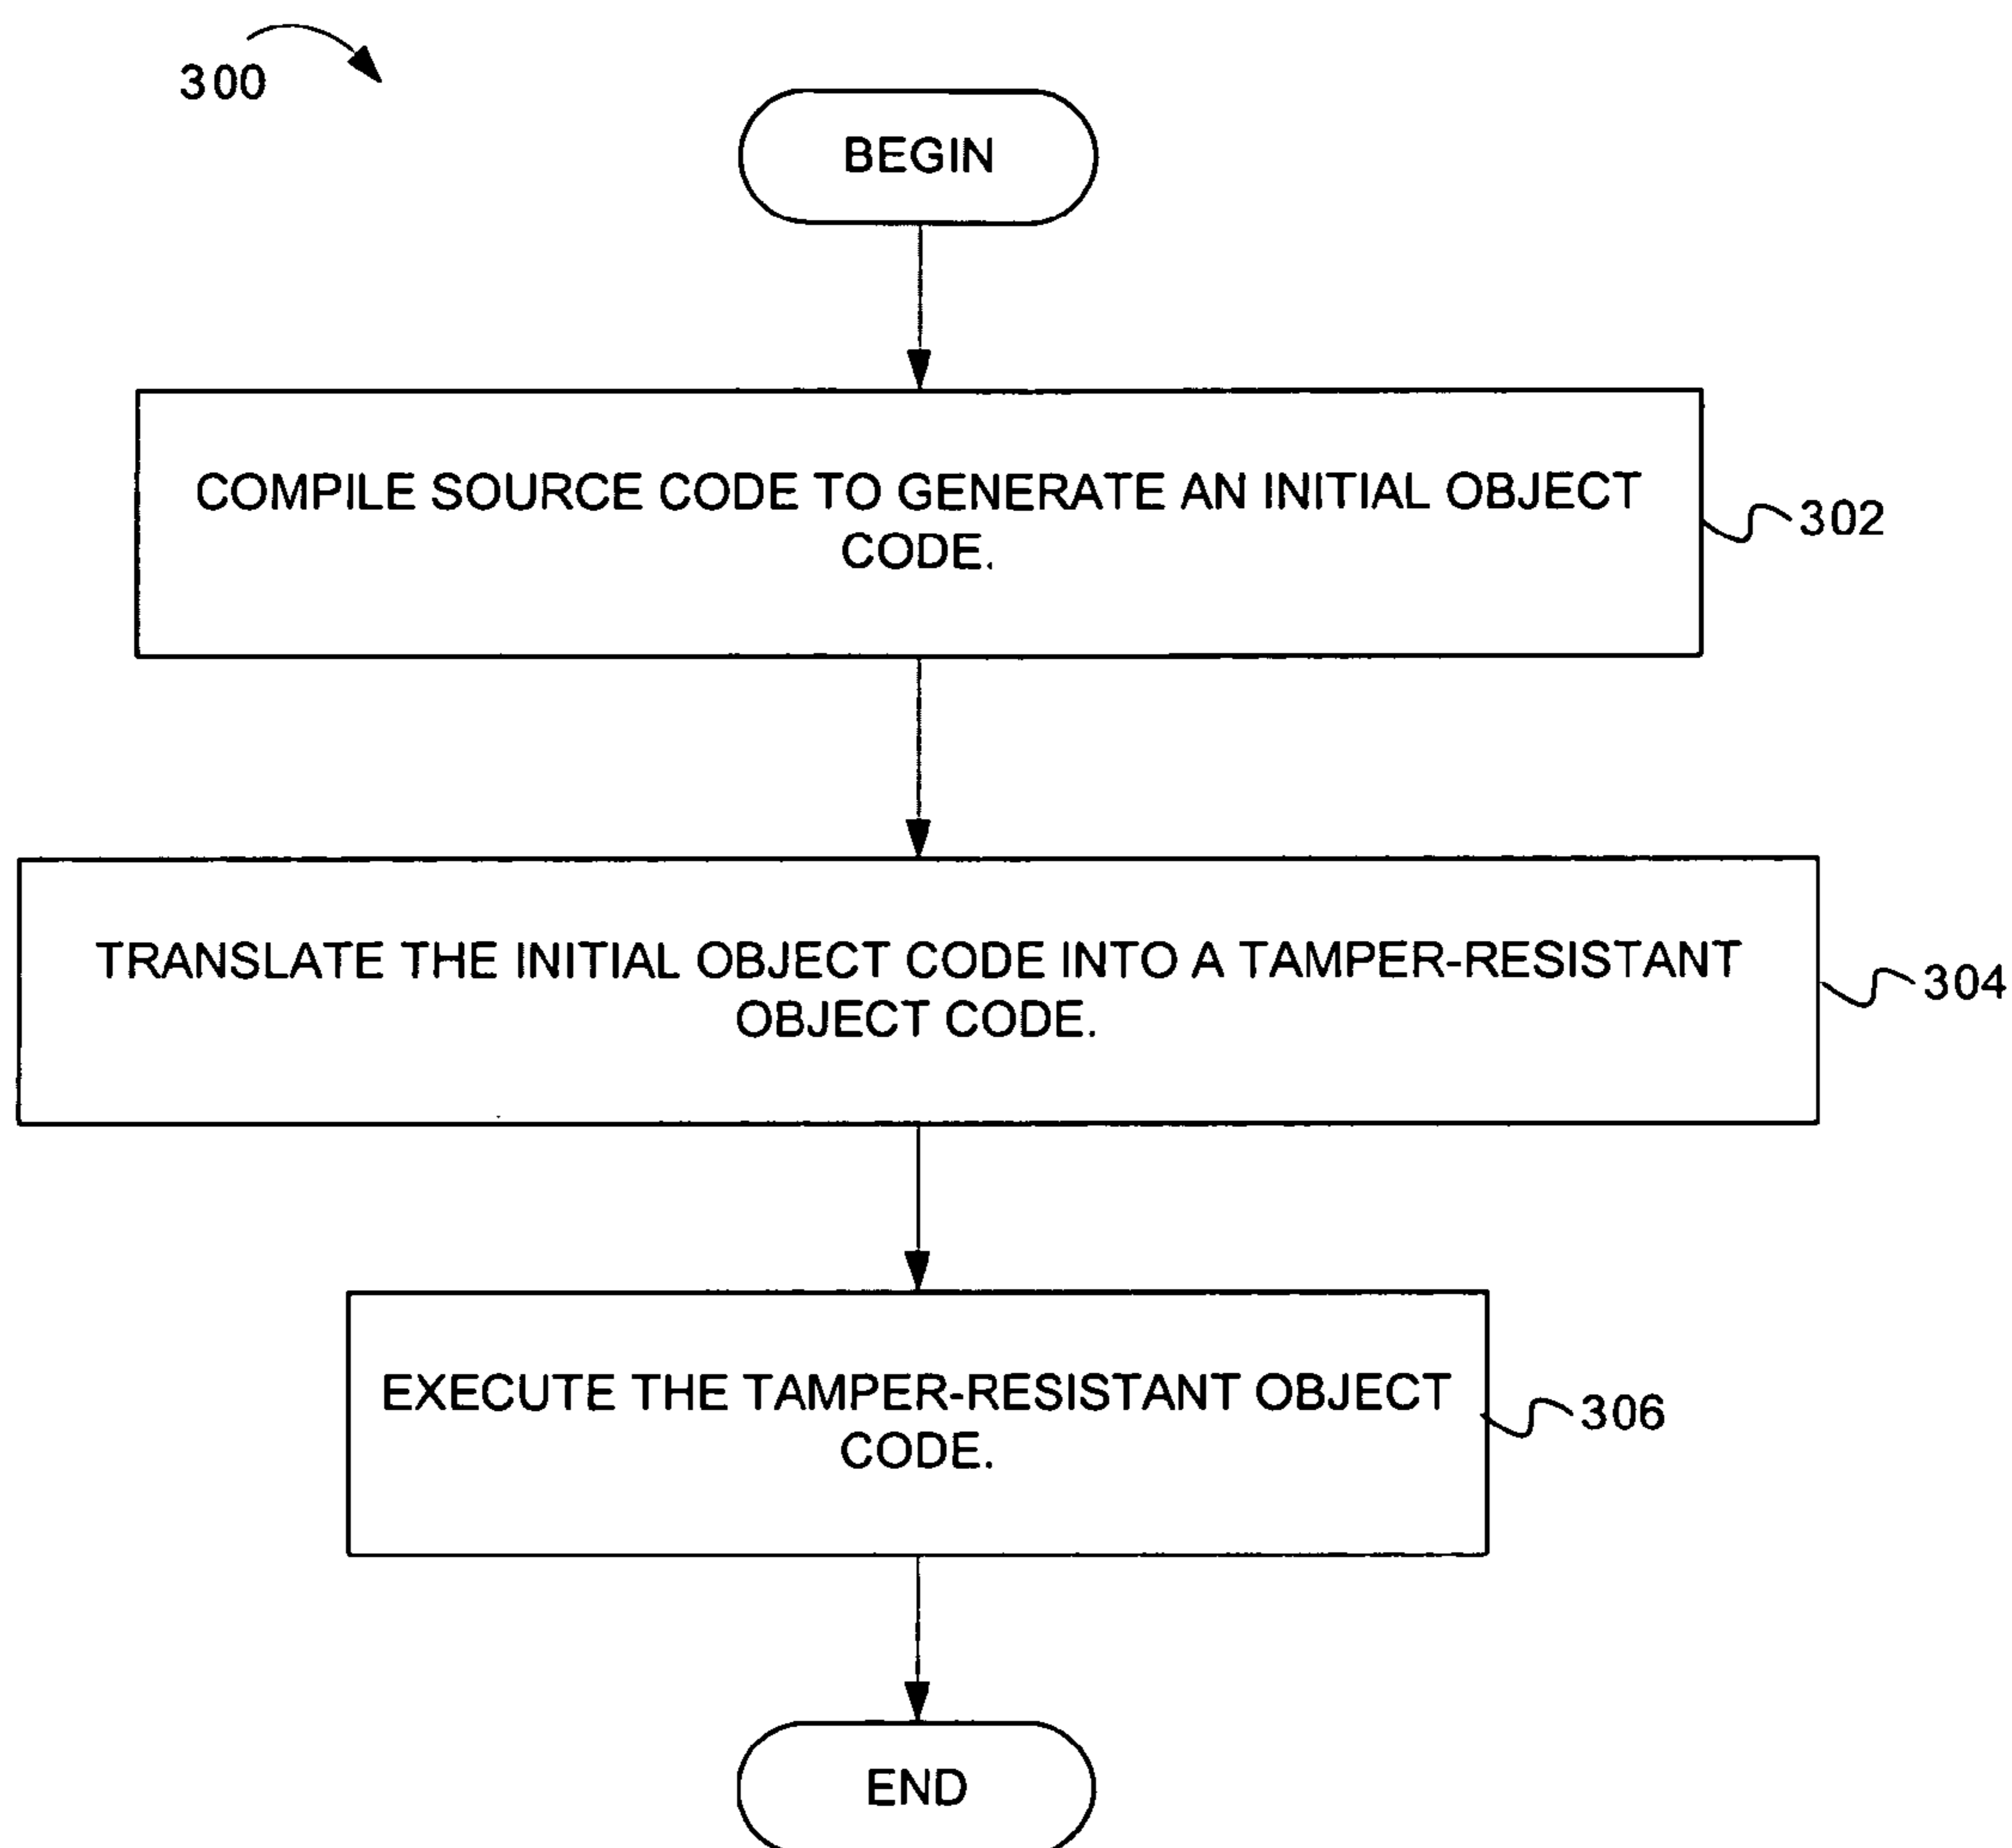 300
BEGIN
COMPILE SOURCE CODE TO GENERATE AN INITIAL OBJECT
CODE.
302
TRANSLATE THE INITIAL OBJECT CODE INTO A TAMPER-RESISTANT
OBJECT CODE.
304
EXECUTE THE TAMPER-RESISTANT OBJECT
CODE.
306
END